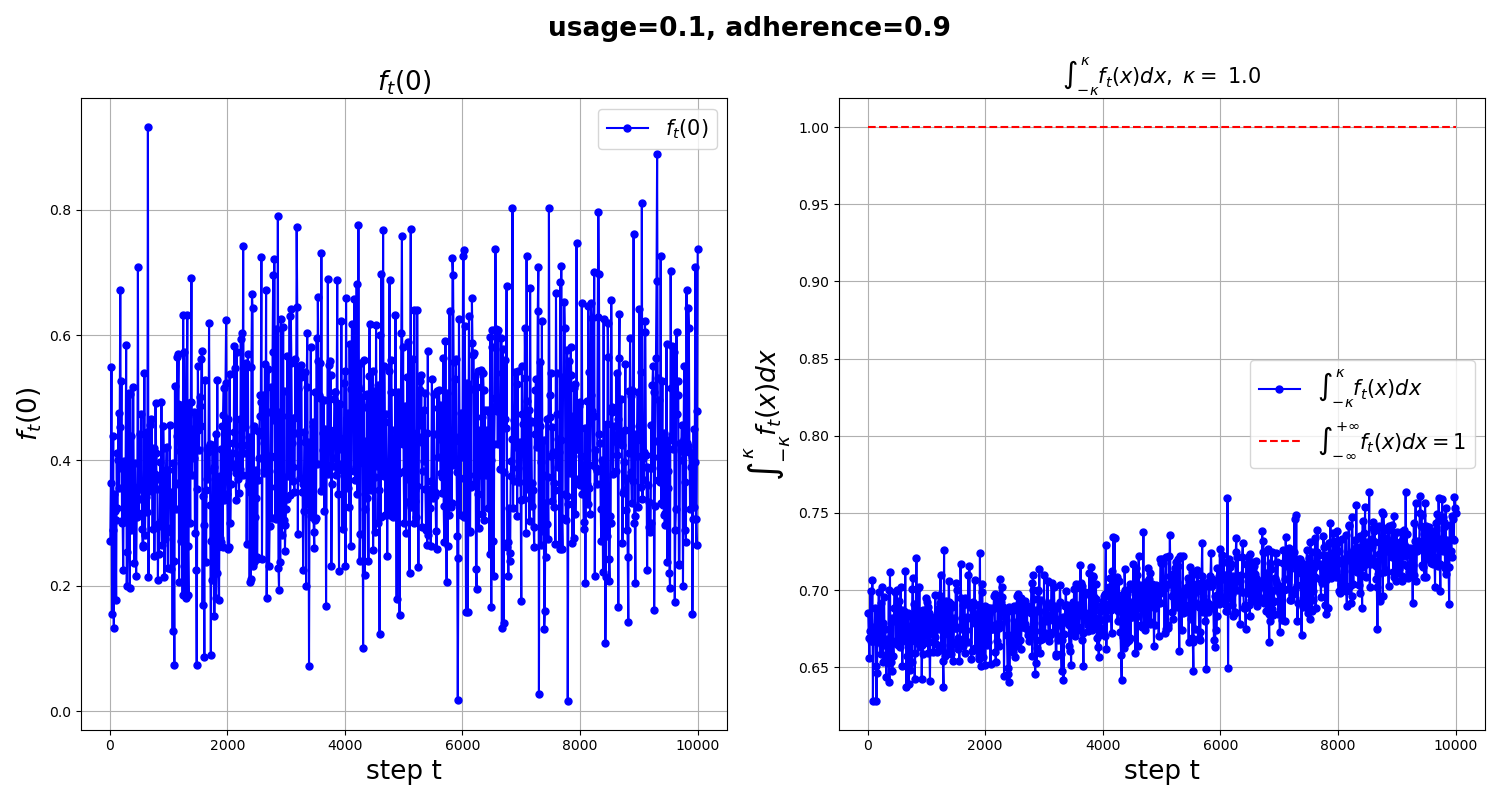 usage=0.1, adherence=0.9
f_t(0)
f_t(0)
0.8
0.6
0.4
0.2
0.0
f_t(0)
0 2000 4000 6000 8000 10000
step t
∫_{-κ}^{κ} f_t(x)dx, κ = 1.0
1.00
0.95
0.90
0.85
0.80
0.75
0.70
0.65
∫_{-κ}^{κ} f_t(x)dx
∫_{-κ}^{κ} f_t(x)dx
∫_{-∞}^{+∞} f_t(x)dx = 1
0 2000 4000 6000 8000 10000
step t